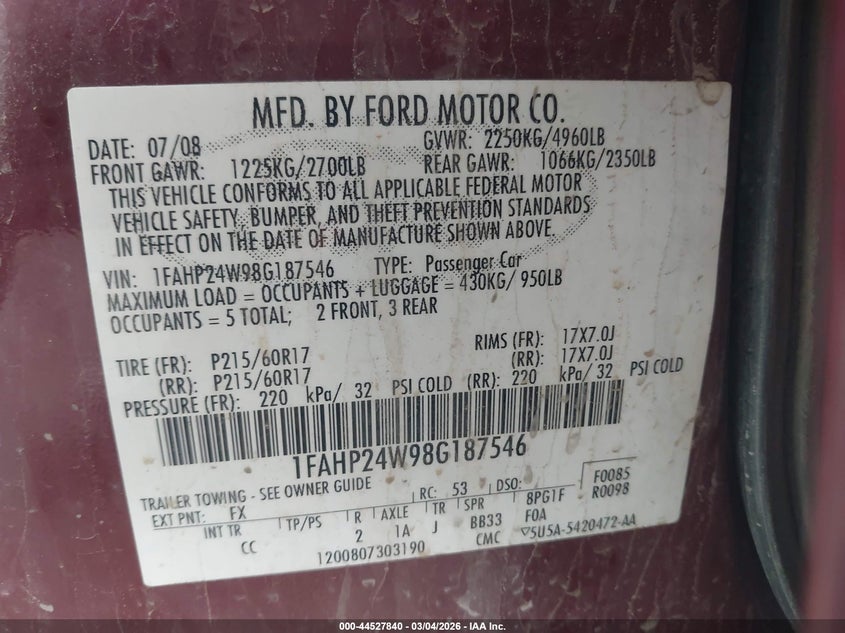 MFD. BY FORD MOTOR CO.
DATE: 07/08 GVWR: 2250KG/4960LB
FRONT GAWR: 1225KG/2700LB REAR GAWR: 1066KG/2350LB
THIS VEHICLE CONFORMS TO ALL APPLICABLE FEDERAL MOTOR
VEHICLE SAFETY, BUMPER, AND THEFT PREVENTION STANDARDS
IN EFFECT ON THE DATE OF MANUFACTURE SHOWN ABOVE.
VIN: 1FAHP24W98G187546 TYPE: Passenger Car
MAXIMUM LOAD = OCCUPANTS + LUGGAGE = 430KG/ 950LB
OCCUPANTS = 5 TOTAL; 2 FRONT, 3 REAR
TIRE (FR): P215/60R17 RIMS (FR): 17X7.0J
(RR): P215/60R17 (RR): 17X7.0J
PRESSURE (FR): 220 kPa/ 32 PSI COLD (RR): 220 kPa/ 32 PSI COLD
1FAHP24W98G187546
TRAILER TOWING - SEE OWNER GUIDE RC: 53 DSO: F0085
EXT PNT: FX 8PG1F R0098
INT TR TP/PS R AXLE TR SPR F0A
CC 2 1A J BB33 5U5A-5420472-AA
1200807303190 CMC
000-44527840 - 03/04/2026 - IAA Inc.